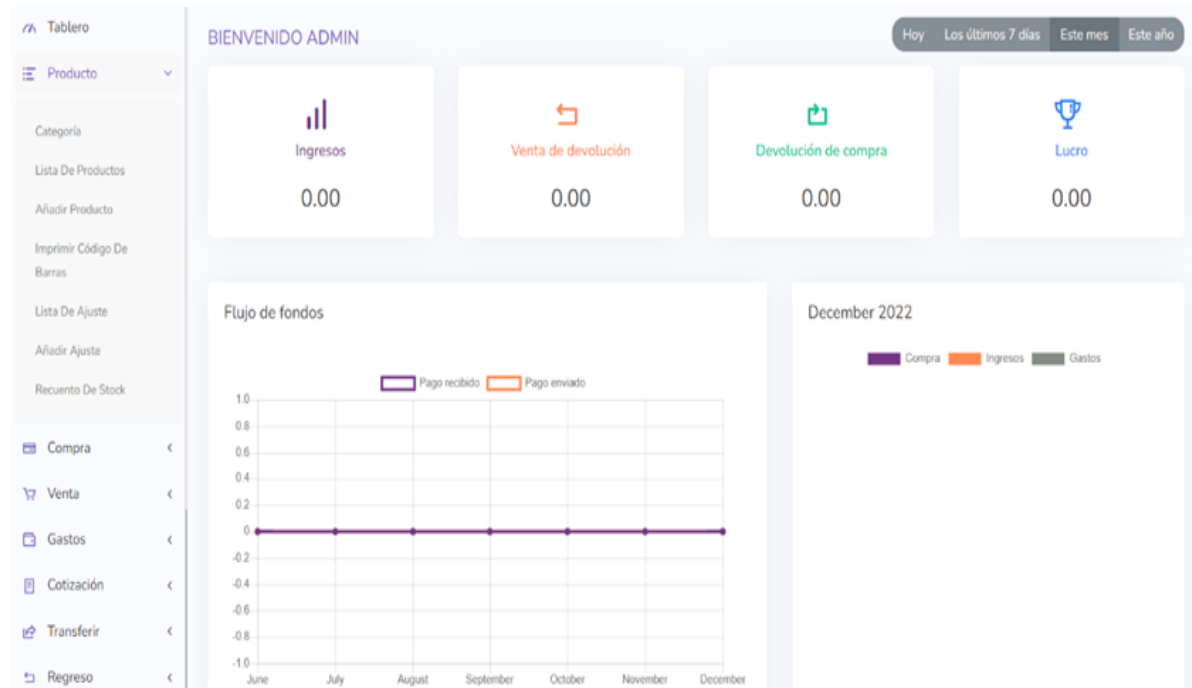 Tablero
Producto
Categoría
Lista De Productos
Añadir Producto
Imprimir Código De
Barras
Lista De Ajuste
Añadir Ajuste
Recuento De Stock
Compra
Venta
Gastos
Cotización
Transferir
Regreso
BIENVENIDO ADMIN
Hoy Los últimos 7 días Este mes Este año
Ingresos
0.00
Venta de devolución
0.00
Devolución de compra
0.00
Lucro
0.00
Flujo de fondos
Pago recibido Pago enviado
1.0
0.8
0.6
0.4
0.2
0
-0.2
-0.4
-0.6
-0.8
-1.0
June July August September October November December
December 2022
Compra Ingresos Gastos